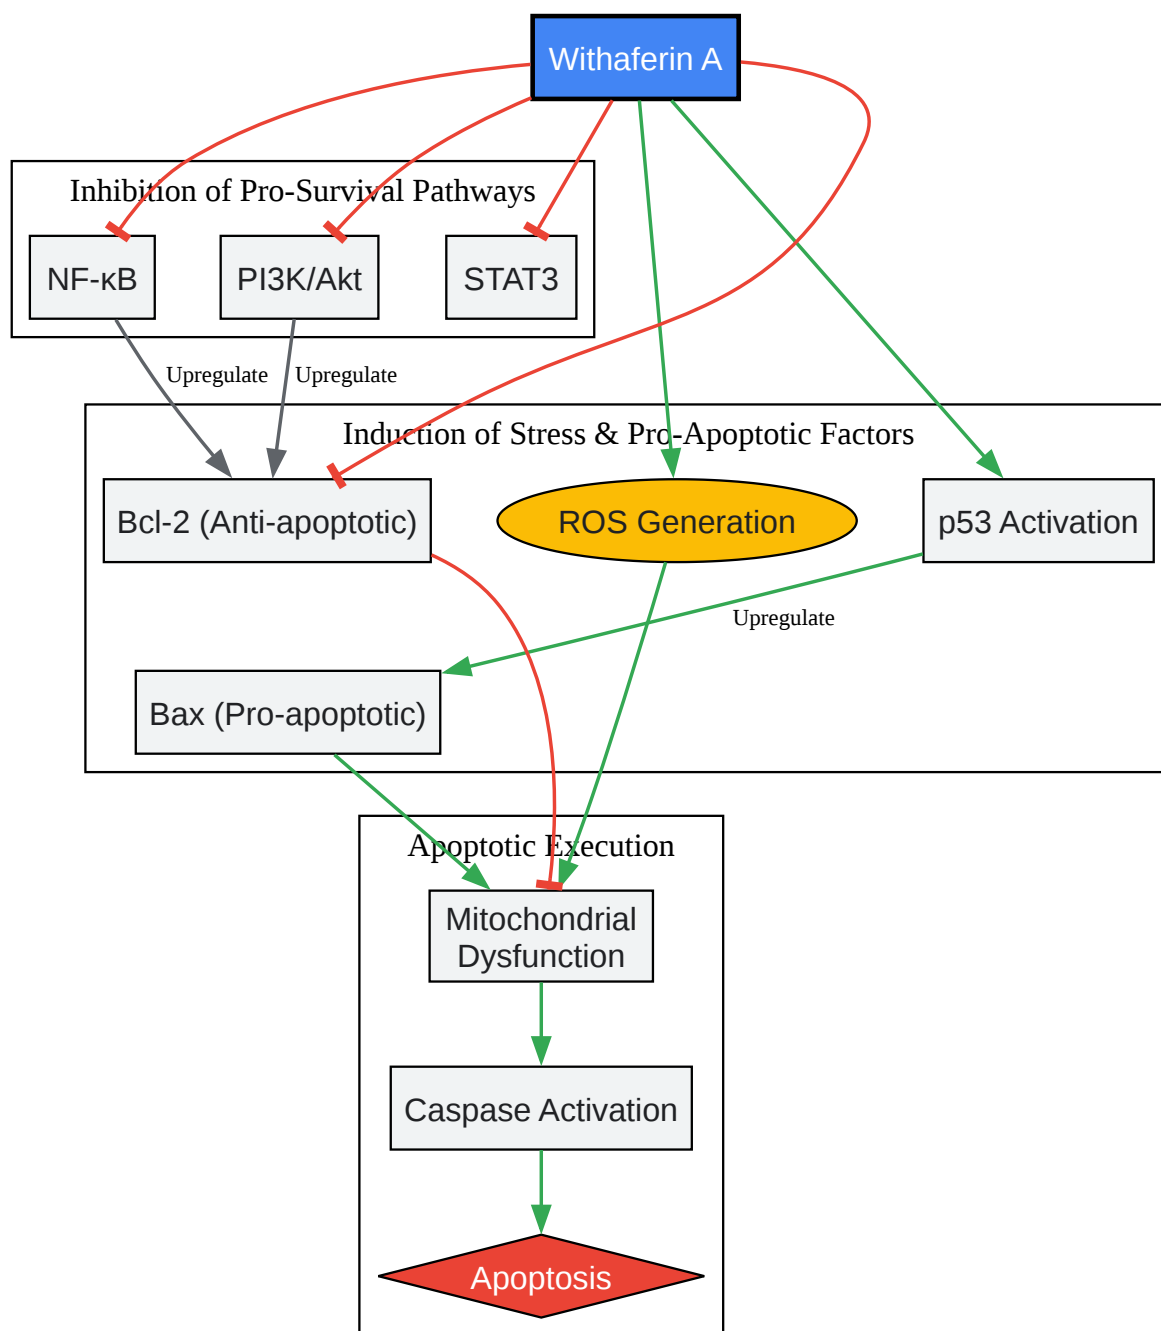 Withaferin A
Inhibition of Pro-Survival Pathways
NF-κB
PI3K/Akt
STAT3
Upregulate
Upregulate
Induction of Stress & Pro-Apoptotic Factors
Bcl-2 (Anti-apoptotic)
ROS Generation
p53 Activation
Upregulate
Bax (Pro-apoptotic)
Apoptotic Execution
Mitochondrial
Dysfunction
Caspase Activation
Apoptosis